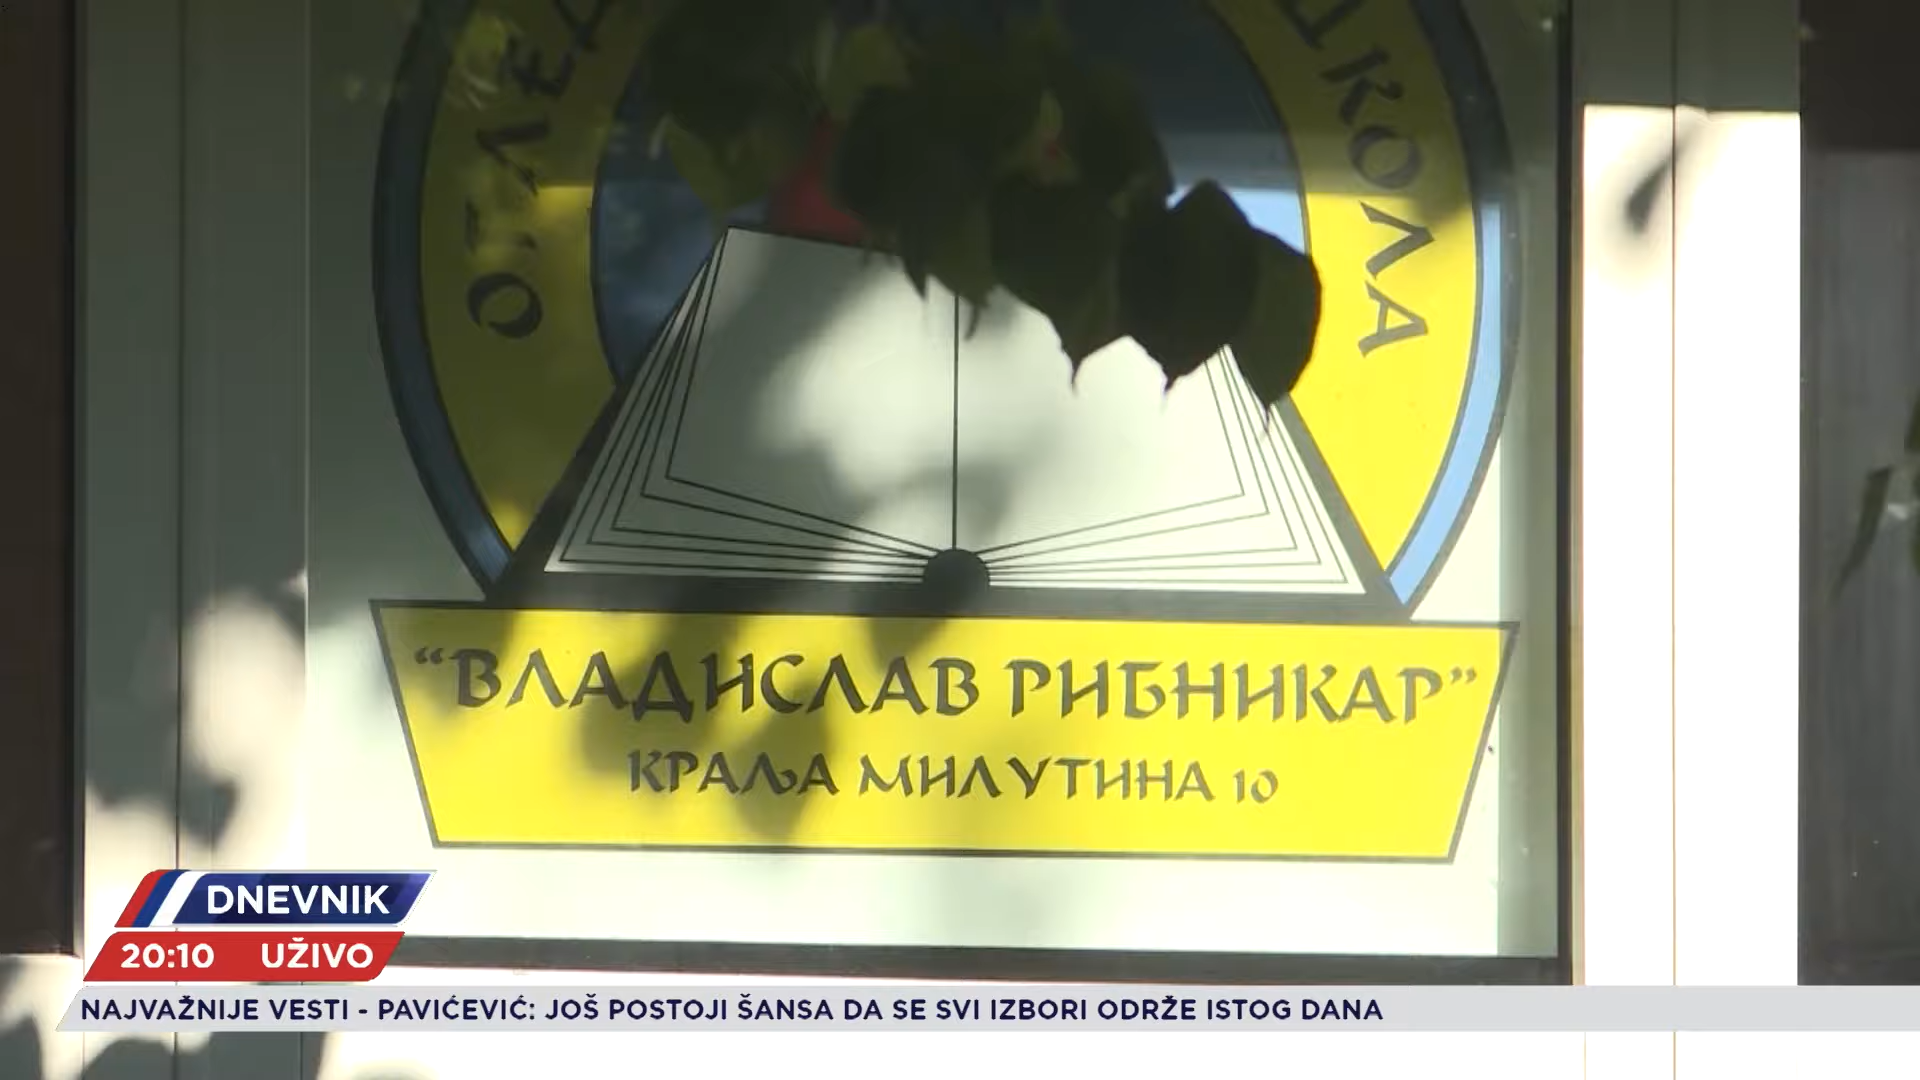 "ВЛАДИСЛАВ РИБНИКАР"
КРАЉА МИЛУТИНА 10
DNEVNIK
20:10 UŽIVO
NAJVAŽNIJE VESTI - PAVIĆEVIĆ: JOŠ POSTOJI ŠANSA DA SE SVI IZBORI ODRŽE ISTOG DANA